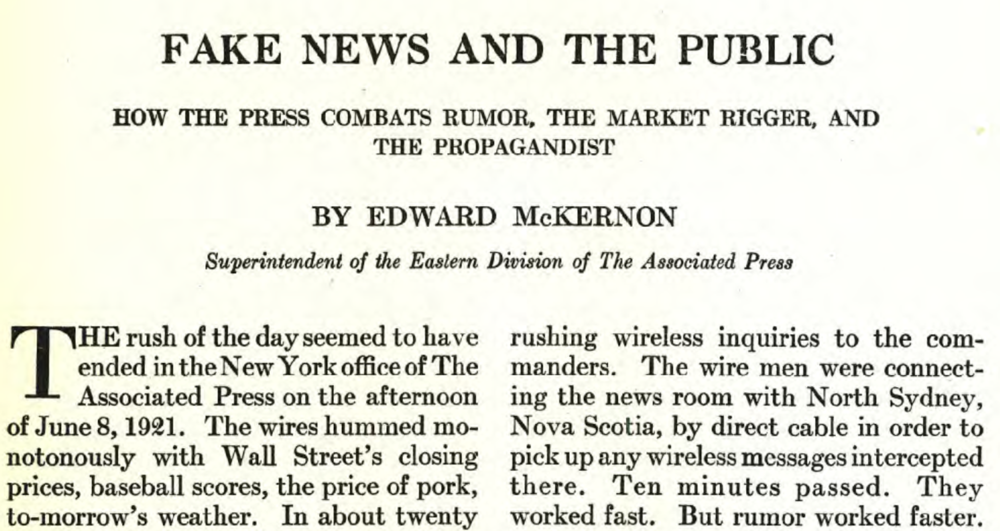 FAKE NEWS AND THE PUBLIC
HOW THE PRESS COMBATS RUMOR, THE MARKET RIGGER, AND
THE PROPAGANDIST
BY EDWARD McKERNON
Superintendent of the Eastern Division of The Associated Press
THE rush of the day seemed to have
ended in the New York office of The
Associated Press on the afternoon
of June 8, 1921. The wires hummed mo-
notonously with Wall Street's closing
prices, baseball scores, the price of pork,
to-morrow's weather. In about twenty
rushing wireless inquiries to the com-
manders. The wire men were connect-
ing the news room with North Sydney,
Nova Scotia, by direct cable in order to
pick up any wireless messages intercepted
there. Ten minutes passed. They
worked fast. But rumor worked faster.